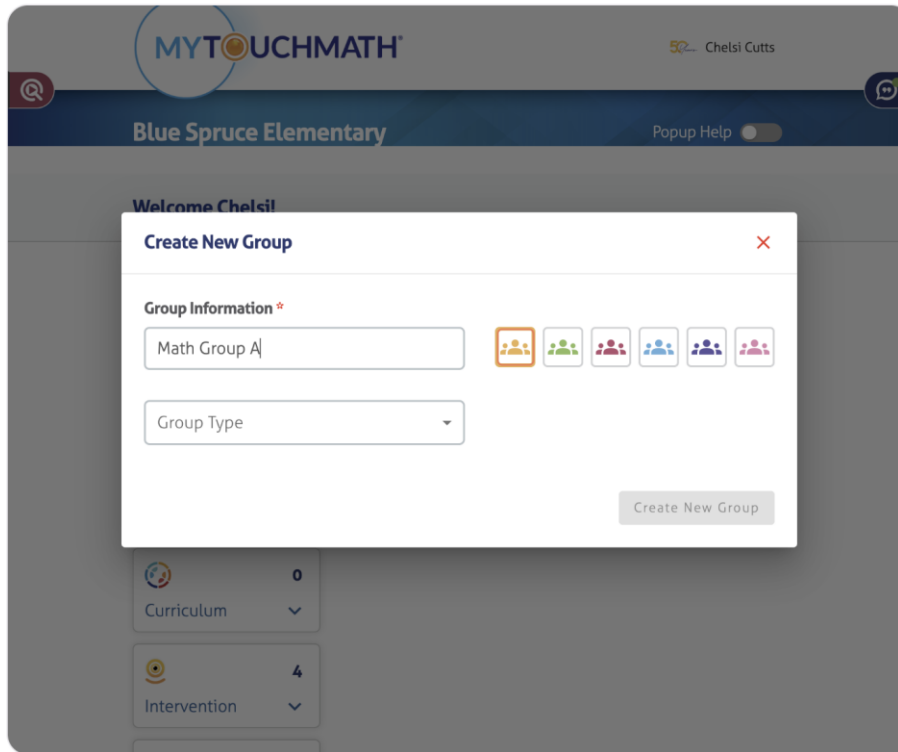 MYTOUCHMATH®
Chelsi Cutts
Blue Spruce Elementary
Popup Help
Welcome Chelsi!
Create New Group
Group Information *
Math Group A
Group Type
Create New Group
0
Curriculum
4
Intervention